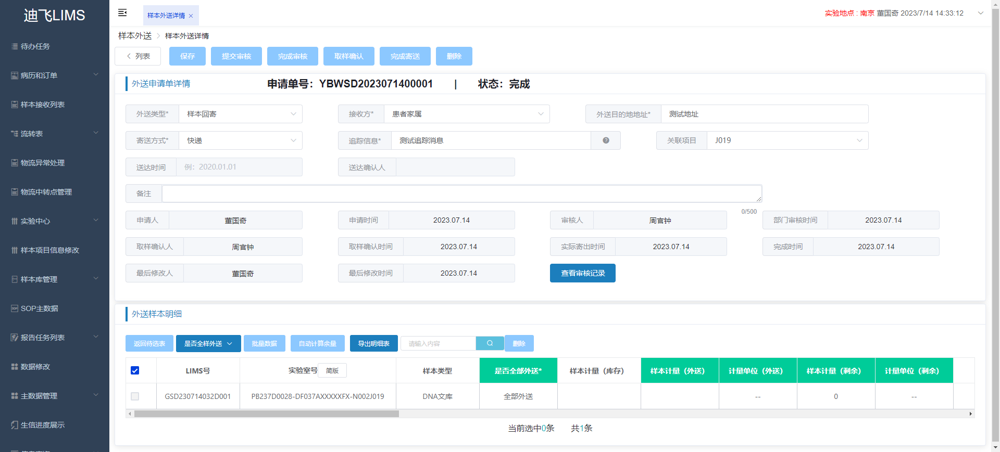 迪飞LIMS
样本外送详情
实验地点 : 南京 董国奇 2023/7/14 14:33:12
样本外送 > 样本外送详情
待办任务
病历和订单
样本接收列表
流转表
物流异常处理
物流中转点管理
实验中心
样本项目信息修改
样本库管理
SOP主数据
报告任务列表
数据修改
主数据管理
生信进度展示
列表 保存 提交审核 完成审核 取样确认 完成寄送 删除
外送申请单详情 申请单号：YBWSD2023071400001 | 状态：完成
外送类型* 样本回寄 接收方* 患者家属 外送目的地地址* 测试地址
寄送方式* 快递 追踪信息* 测试追踪消息 关联项目 J019
送达时间 例：2020.01.01 送达确认人
备注
0/500
申请人 董国奇 申请时间 2023.07.14 审核人 周官钟 部门审核时间 2023.07.14
取样确认人 周官钟 取样确认时间 2023.07.14 实际寄出时间 2023.07.14 完成时间 2023.07.14
最后修改人 董国奇 最后修改时间 2023.07.14 查看审核记录
外送样本明细
返回待选表 是否全样外送 批量数据 自动计算余量 导出明细表 请输入内容 删除
LIMS号 实验室号 简版 样本类型 是否全部外送* 样本计量（库存） 样本计量（外送） 计量单位（外送） 样本计量（剩余） 计量单位（剩余）
GSD230714032D001 PB237D0028-DF037AXXXXXFX-N002J019 DNA文库 全部外送 -- 0 --
当前选中0条 共1条